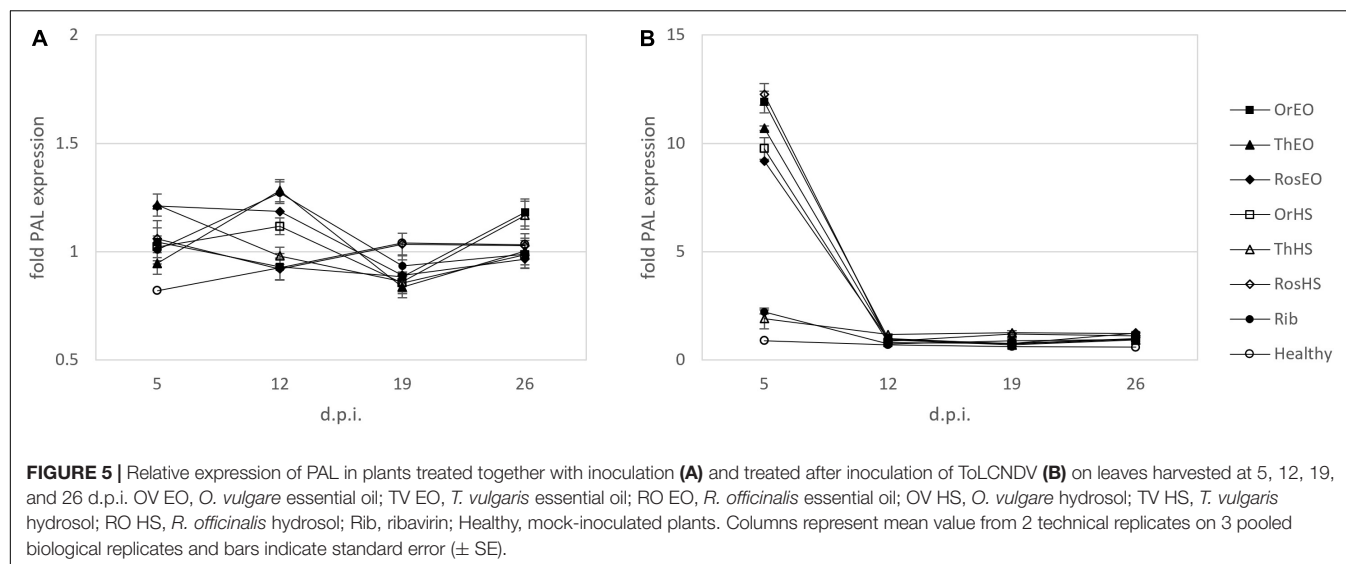 A
2
1.5
1
0.5
fold PAL expression
5 12 19 26
d.p.i.
B
15
10
5
0
fold PAL expression
5 12 19 26
d.p.i.
OrEO
ThEO
RosEO
OrHS
ThHS
RosHS
Rib
Healthy
FIGURE 5 | Relative expression of PAL in plants treated together with inoculation (A) and treated after inoculation of ToLCNDV (B) on leaves harvested at 5, 12, 19,
and 26 d.p.i. OV EO, O. vulgare essential oil; TV EO, T. vulgaris essential oil; RO EO, R. officinalis essential oil; OV HS, O. vulgare hydrosol; TV HS, T. vulgaris
hydrosol; RO HS, R. officinalis hydrosol; Rib, ribavirin; Healthy, mock-inoculated plants. Columns represent mean value from 2 technical replicates on 3 pooled
biological replicates and bars indicate standard error (± SE).